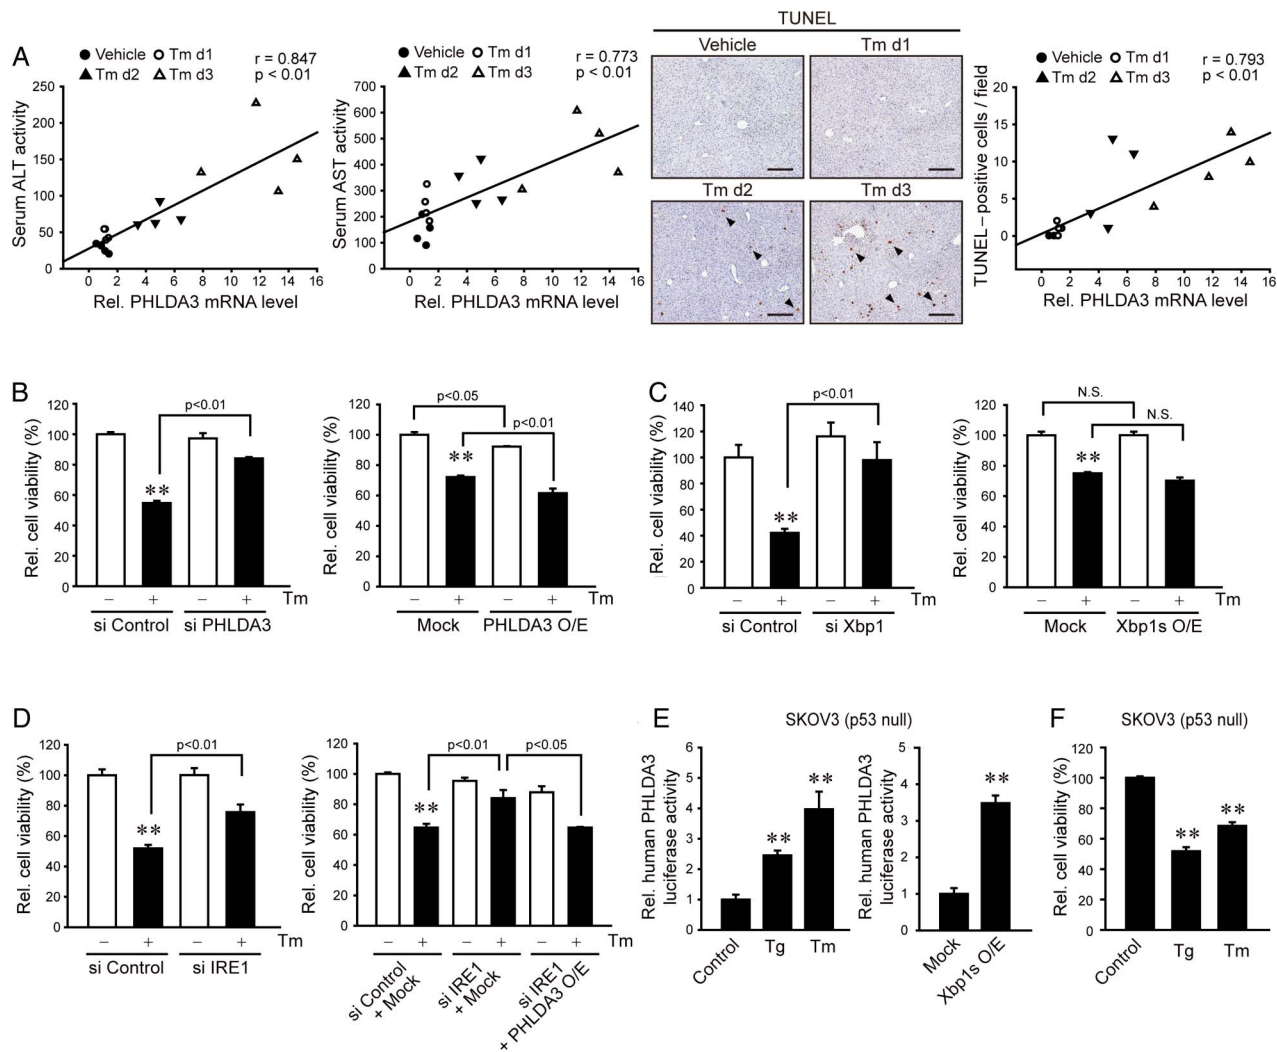 A
Vehicle Tm d1
Tm d2 Tm d3
r = 0.847
p < 0.01
Serum ALT activity
250
200
150
100
50
0
0 2 4 6 8 10 12 14 16
Rel. PHLDA3 mRNA level
Vehicle Tm d1
Tm d2 Tm d3
r = 0.773
p < 0.01
Serum AST activity
700
600
500
400
300
200
100
0
0 2 4 6 8 10 12 14 16
Rel. PHLDA3 mRNA level
TUNEL
Vehicle Tm d1
Tm d2 Tm d3
Vehicle Tm d1
Tm d2 Tm d3
r = 0.793
p < 0.01
TUNEL– positive cells / field
20
15
10
5
0
0 2 4 6 8 10 12 14 16
Rel. PHLDA3 mRNA level
B
Rel. cell viability (%)
120
100
80
60
40
20
0
p<0.01
**
– + – + Tm
si Control si PHLDA3
Rel. cell viability (%)
120
100
80
60
40
20
0
p<0.05
p<0.01
**
– + – + Tm
Mock PHLDA3 O/E
C
Rel. cell viability (%)
140
120
100
80
60
40
20
0
p<0.01
**
– + – + Tm
si Control si Xbp1
Rel. cell viability (%)
120
100
80
60
40
20
0
N.S.
N.S.
**
– + – + Tm
Mock Xbp1s O/E
D
Rel. cell viability (%)
120
100
80
60
40
20
0
p<0.01
**
– + – + Tm
si Control si IRE1
Rel. cell viability (%)
120
100
80
60
40
20
0
p<0.01 p<0.05
**
– + – + – + Tm
si Control
+ Mock
si IRE1
+ Mock
si IRE1
+ PHLDA3 O/E
E
SKOV3 (p53 null)
Rel. human PHLDA3
luciferase activity
6
5
4
3
2
1
0
**
**
Control Tg Tm
Rel. human PHLDA3
luciferase activity
5
4
3
2
1
0
**
Mock Xbp1s O/E
F
SKOV3 (p53 null)
Rel. cell viability (%)
120
100
80
60
40
20
0
**
**
Control Tg Tm